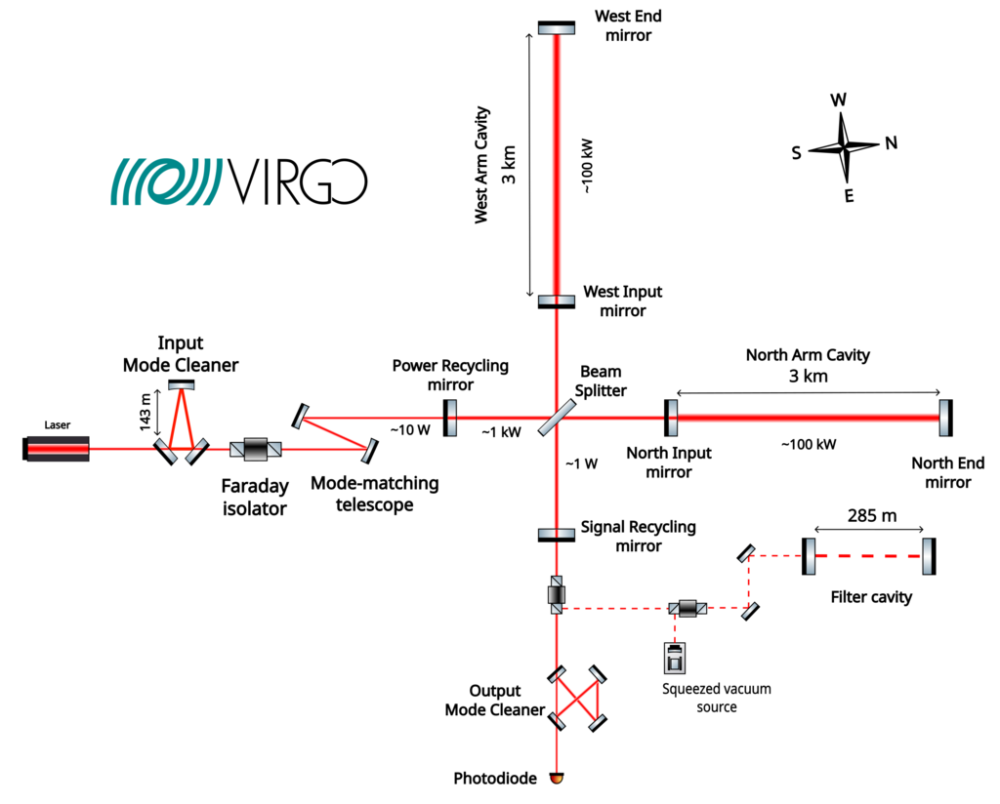 West End
mirror
West Arm Cavity
3 km
~100 kW
W
S
N
E
VIRGO
West Input
mirror
Input
Mode Cleaner
143 m
Laser
Faraday
isolator
Mode-matching
telescope
Power Recycling
mirror
~10 W
~1 kW
Beam
Splitter
North Arm Cavity
3 km
~100 kW
North Input
mirror
North End
mirror
~1 W
Signal Recycling
mirror
285 m
Filter cavity
Squeezed vacuum
source
Output
Mode Cleaner
Photodiode